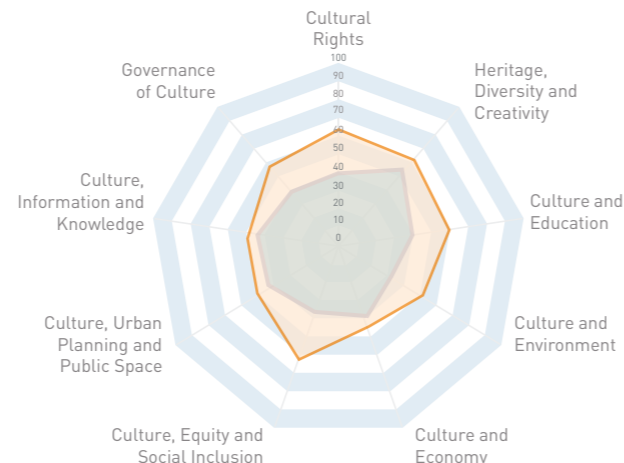 Cultural
Rights
100
90
80
70
60
50
40
30
20
10
0
Heritage,
Diversity and
Creativity
Culture and
Education
Culture and
Environment
Culture and
Economy
Culture, Equity and
Social Inclusion
Culture, Urban
Planning and
Public Space
Culture,
Information and
Knowledge
Governance
of Culture